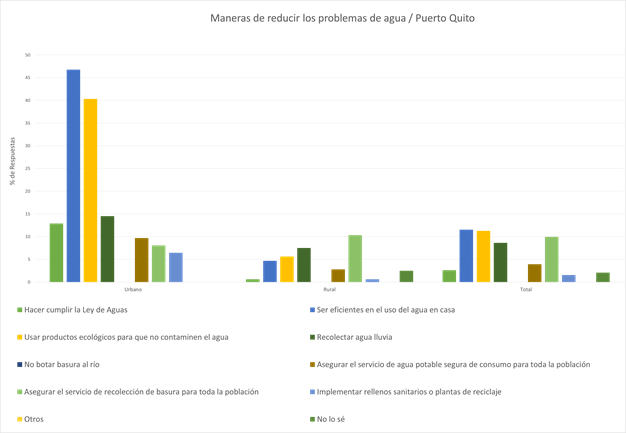 Maneras de reducir los problemas de agua / Puerto Quito
50
45
40
35
30
25
20
15
10
5
0
% de Respuestas
Urbano Rural Total
Hacer cumplir la Ley de Aguas Ser eficientes en el uso del agua en casa
Usar productos ecológicos para que no contaminen el agua Recolectar agua lluvia
No botar basura al río Asegurar el servicio de agua potable segura de consumo para toda la población
Asegurar el servicio de recolección de basura para toda la población Implementar rellenos sanitarios o plantas de reciclaje
Otros No lo sé